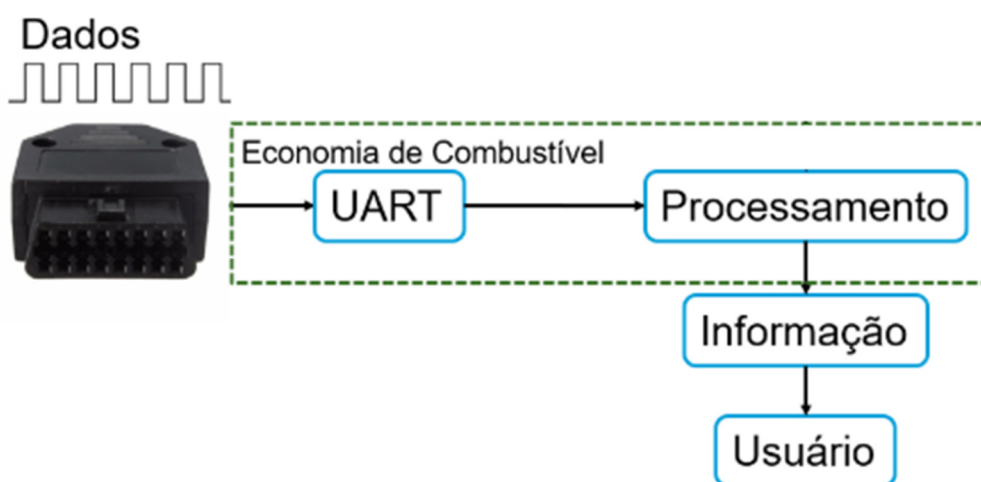 Dados
Economia de Combustível
UART
Processamento
Informação
Usuário